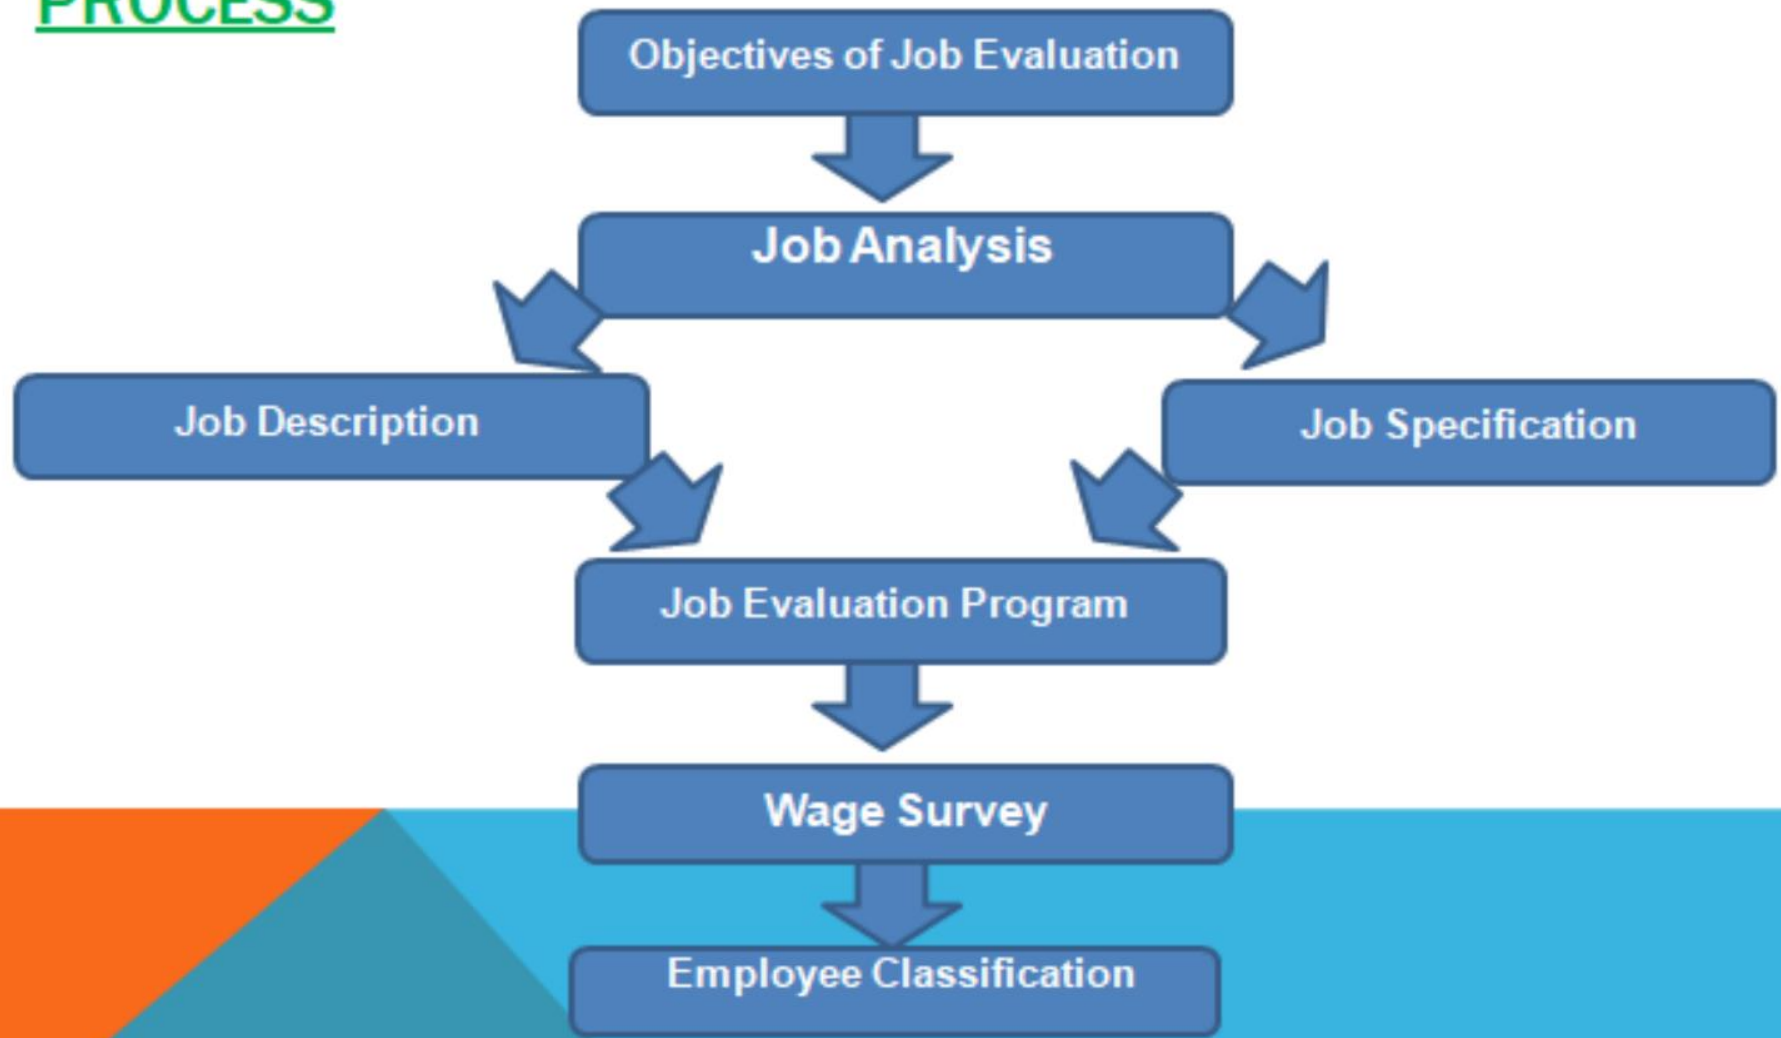 PROCESS
Objectives of Job Evaluation
Job Analysis
Job Description
Job Specification
Job Evaluation Program
Wage Survey
Employee Classification